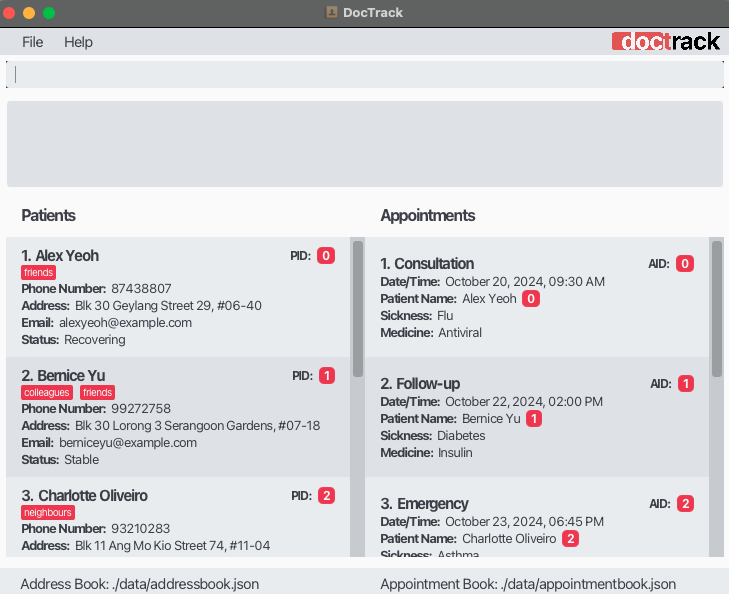 DocTrack
File Help
doctrack
Patients
1. Alex Yeoh PID: 0
friends
Phone Number: 87438807
Address: Blk 30 Geylang Street 29, #06-40
Email: alexyeoh@example.com
Status: Recovering
2. Bernice Yu PID: 1
colleagues friends
Phone Number: 99272758
Address: Blk 30 Lorong 3 Serangoon Gardens, #07-18
Email: berniceyu@example.com
Status: Stable
3. Charlotte Oliveiro PID: 2
neighbours
Phone Number: 93210283
Address: Blk 11 Ang Mo Kio Street 74, #11-04
Appointments
1. Consultation AID: 0
Date/Time: October 20, 2024, 09:30 AM
Patient Name: Alex Yeoh 0
Sickness: Flu
Medicine: Antiviral
2. Follow-up AID: 1
Date/Time: October 22, 2024, 02:00 PM
Patient Name: Bernice Yu 1
Sickness: Diabetes
Medicine: Insulin
3. Emergency AID: 2
Date/Time: October 23, 2024, 06:45 PM
Patient Name: Charlotte Oliveiro 2
Sickness: Asthma
Address Book: ./data/addressbook.json
Appointment Book: ./data/appointmentbook.json